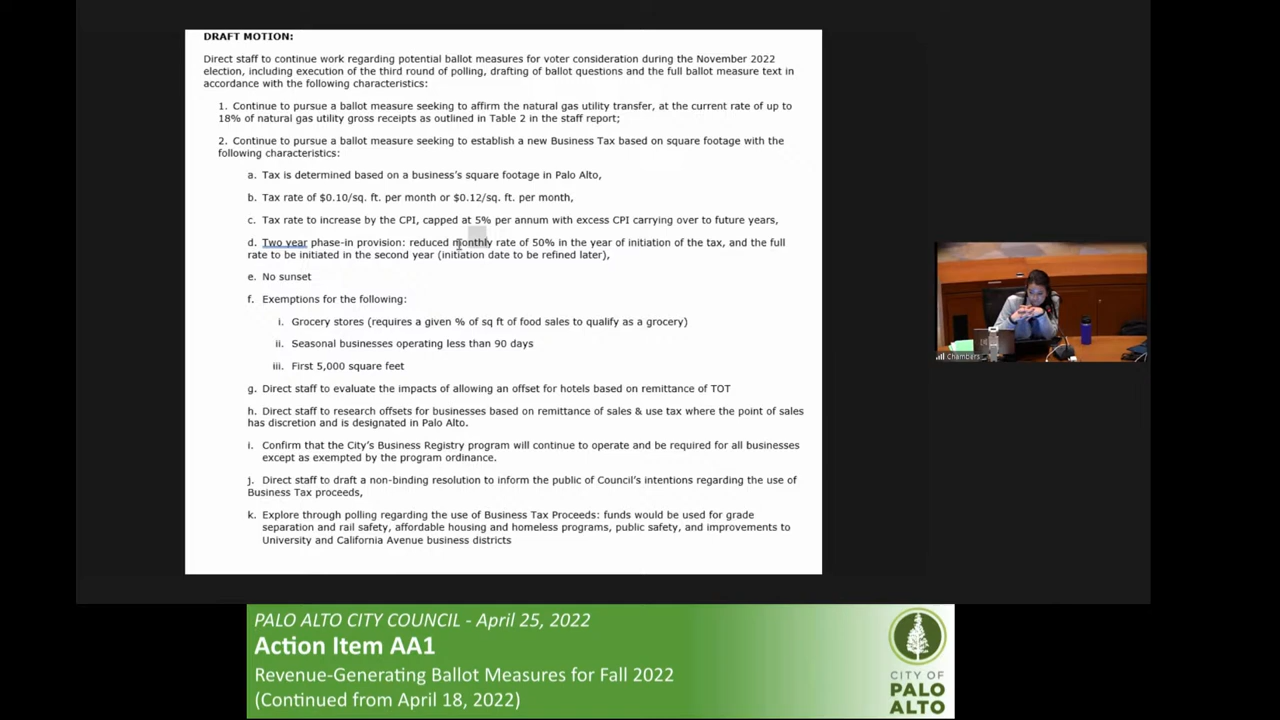 DRAFT MOTION:
Direct staff to continue work regarding potential ballot measures for voter consideration during the November 2022
election, including execution of the third round of polling, drafting of ballot questions and the full ballot measure text in
accordance with the following characteristics:
1. Continue to pursue a ballot measure seeking to affirm the natural gas utility transfer, at the current rate of up to
18% of natural gas utility gross receipts as outlined in Table 2 in the staff report;
2. Continue to pursue a ballot measure seeking to establish a new Business Tax based on square footage with the
following characteristics:
a. Tax is determined based on a business's square footage in Palo Alto,
b. Tax rate of $0.10/sq. ft. per month or $0.12/sq. ft. per month,
c. Tax rate to increase by the CPI, capped at 5% per annum with excess CPI carrying over to future years,
d. Two year phase-in provision: reduced monthly rate of 50% in the year of initiation of the tax, and the full
rate to be initiated in the second year (initiation date to be refined later),
e. No sunset
f. Exemptions for the following:
i. Grocery stores (requires a given % of sq ft of food sales to qualify as a grocery)
ii. Seasonal businesses operating less than 90 days
iii. First 5,000 square feet
g. Direct staff to evaluate the impacts of allowing an offset for hotels based on remittance of TOT
h. Direct staff to research offsets for businesses based on remittance of sales & use tax where the point of sales
has discretion and is designated in Palo Alto.
i. Confirm that the City's Business Registry program will continue to operate and be required for all businesses
except as exempted by the program ordinance.
j. Direct staff to draft a non-binding resolution to inform the public of Council's intentions regarding the use of
Business Tax proceeds,
k. Explore through polling regarding the use of Business Tax Proceeds: funds would be used for grade
separation and rail safety, affordable housing and homeless programs, public safety, and improvements to
University and California Avenue business districts
Chambers
PALO ALTO CITY COUNCIL - April 25, 2022
Action Item AA1
Revenue-Generating Ballot Measures for Fall 2022
(Continued from April 18, 2022)
CITY OF
PALO
ALTO